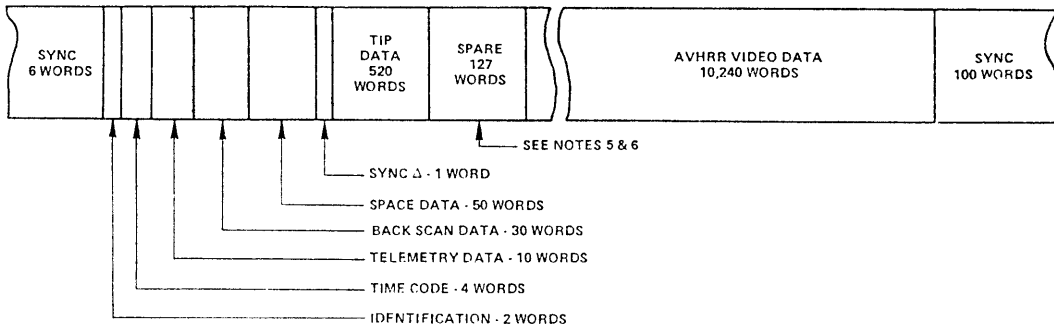 SYNC
6 WORDS
TIP
DATA
520
WORDS
SPARE
127
WORDS
AVHRR VIDEO DATA
10,240 WORDS
SYNC
100 WORDS
SEE NOTES 5 & 6
SYNC Δ - 1 WORD
SPACE DATA - 50 WORDS
BACK SCAN DATA - 30 WORDS
TELEMETRY DATA - 10 WORDS
TIME CODE - 4 WORDS
IDENTIFICATION - 2 WORDS